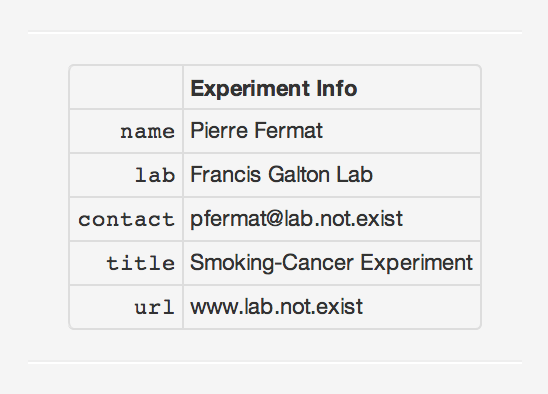 Experiment Info
name Pierre Fermat
lab Francis Galton Lab
contact pfermat@lab.not.exist
title Smoking-Cancer Experiment
url www.lab.not.exist